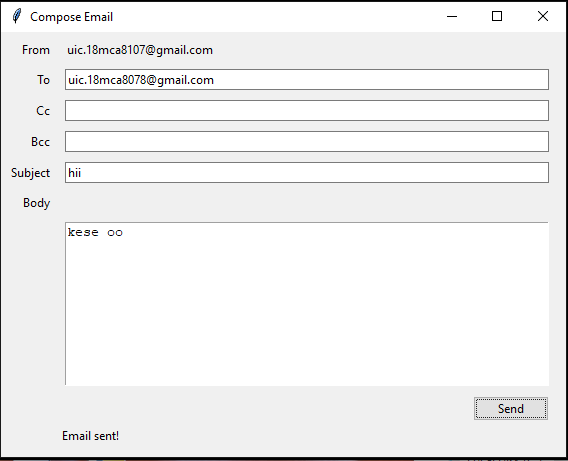 Compose Email
From uic.18mca8107@gmail.com
To uic.18mca8078@gmail.com
Cc
Bcc
Subject hii
Body
kese oo
Send
Email sent!